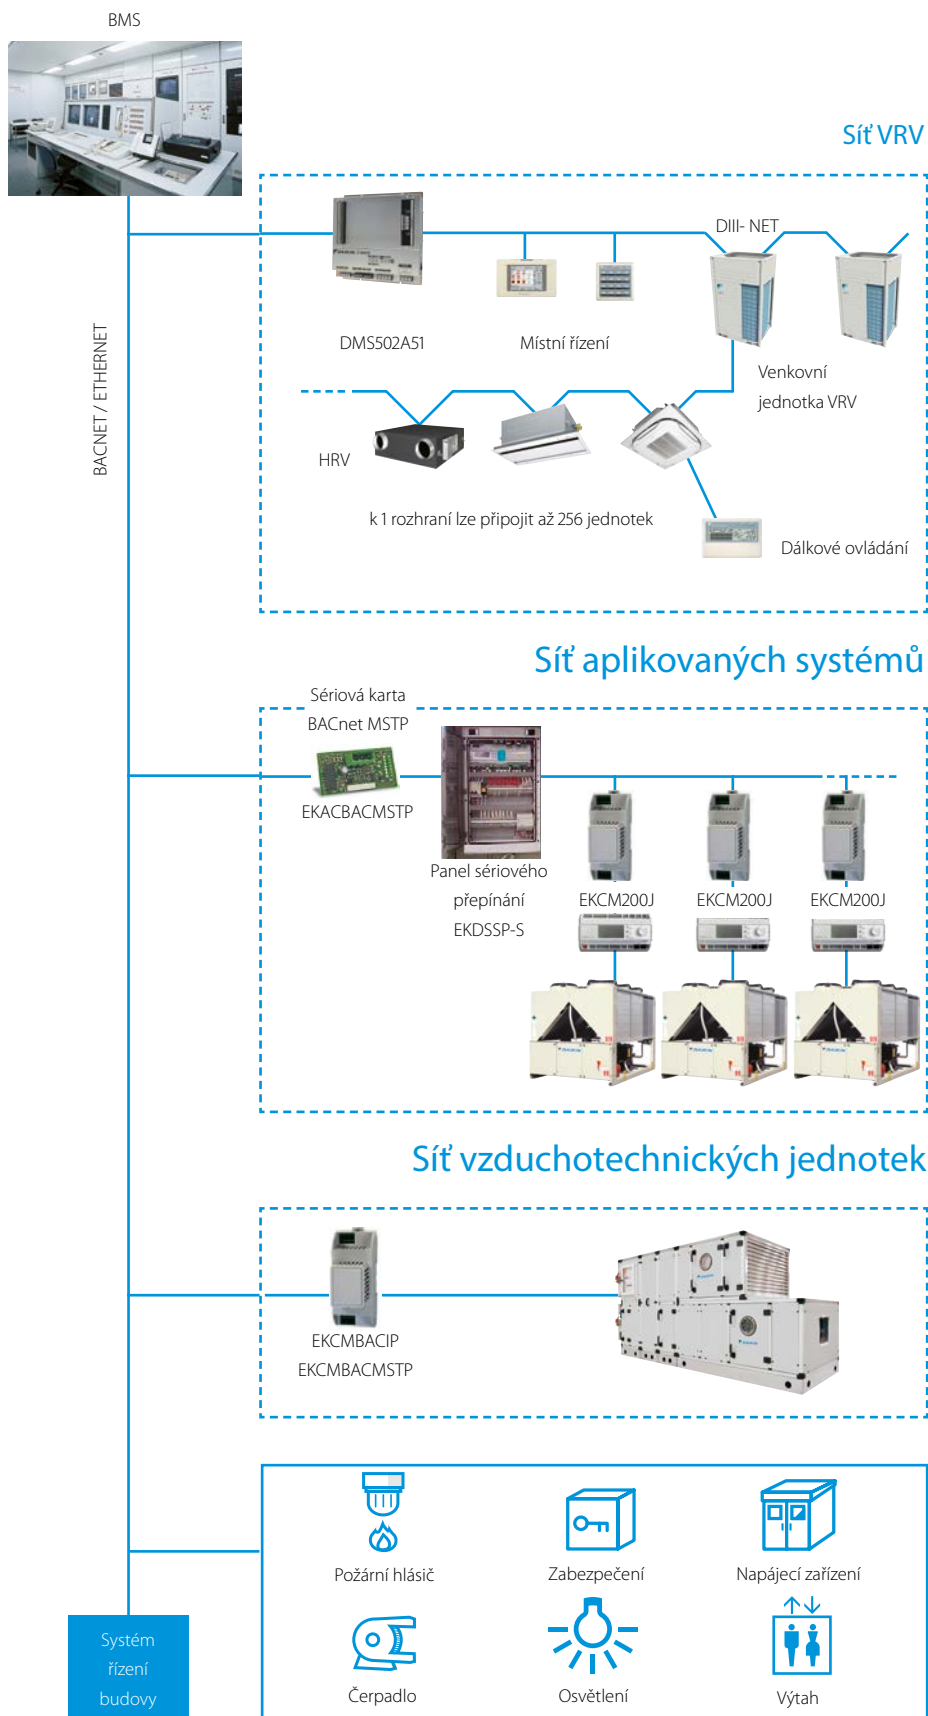 BMS
Síť VRV
BACNET / ETHERNET
DIII- NET
DMS502A51
Místní řízení
Venkovní
jednotka VRV
HRV
k 1 rozhraní lze připojit až 256 jednotek
Dálkové ovládání
Síť aplikovaných systémů
Sériová karta
BACnet MSTP
EKACBACMSTP
Panel sériového
přepínání
EKDSSP-S
EKCM200J
EKCM200J
EKCM200J
Síť vzduchotechnických jednotek
EKCMBACIP
EKCMBACMSTP
Požární hlásič
Zabezpečení
Napájecí zařízení
Systém
řízení
budovy
Čerpadlo
Osvětlení
Výtah